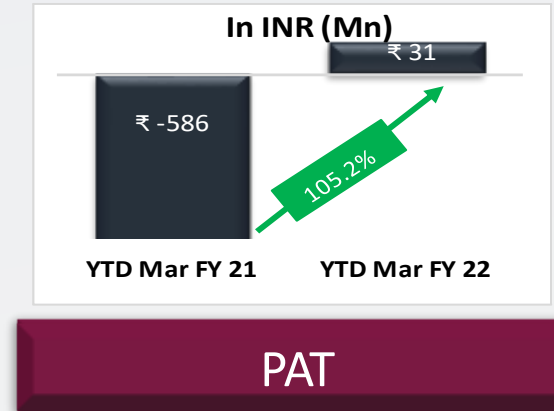 In INR (Mn)
₹ 31
₹ -586
105.2%
YTD Mar FY 21
YTD Mar FY 22
PAT